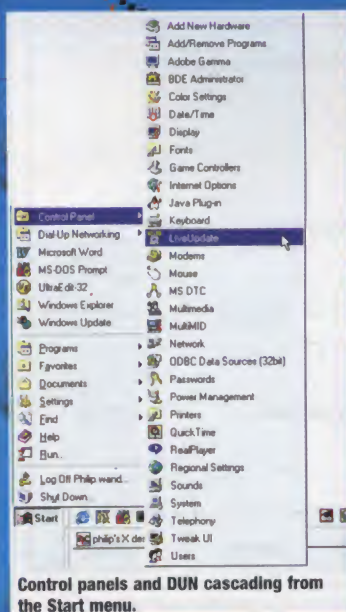 Add New Hardware
Add/Remove Programs
Adobe Gamma
BDE Administrator
Color Settings
Date/Time
Display
Fonts
Game Controllers
Internet Options
Java Plug-in
Keyboard
LiveUpdate
Modems
Mouse
MS DTC
Multimedia
MultiMID
Network
ODBC Data Sources (32bit)
Passwords
Power Management
Printers
QuickTime
RealPlayer
Regional Settings
Sounds
System
Telephony
Tweak UI
Users
Control Panel
Dial-Up Networking
Microsoft Word
MS-DOS Prompt
UltraEdit-32
Windows Explorer
Windows Update
Programs
Favorites
Documents
Settings
Find
Help
Run...
Log Off Philip wand...
Shut Down...
Start
philip's X de
Control panels and DUN cascading from
the Start menu.